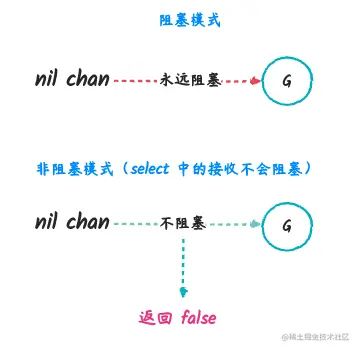 阻塞模式
nil chan 永远阻塞 G
非阻塞模式（select 中的接收不会阻塞）
nil chan 不阻塞 G
返回 false
@稀土掘金技术社区